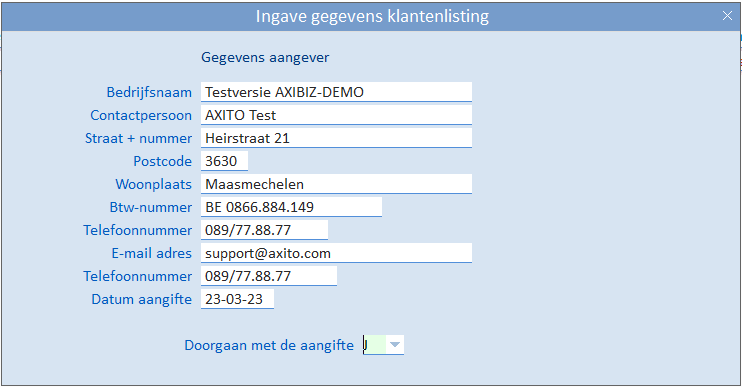 Ingave gegevens klantenlisting
Gegevens aangever
Bedrijfsnaam Testversie AXIBIZ-DEMO
Contactpersoon AXITO Test
Straat + nummer Heirstraat 21
Postcode 3630
Woonplaats Maasmechelen
Btw-nummer BE 0866.884.149
Telefoonnummer 089/77.88.77
E-mail adres support@axito.com
Telefoonnummer 089/77.88.77
Datum aangifte 23-03-23
Doorgaan met de aangifte J